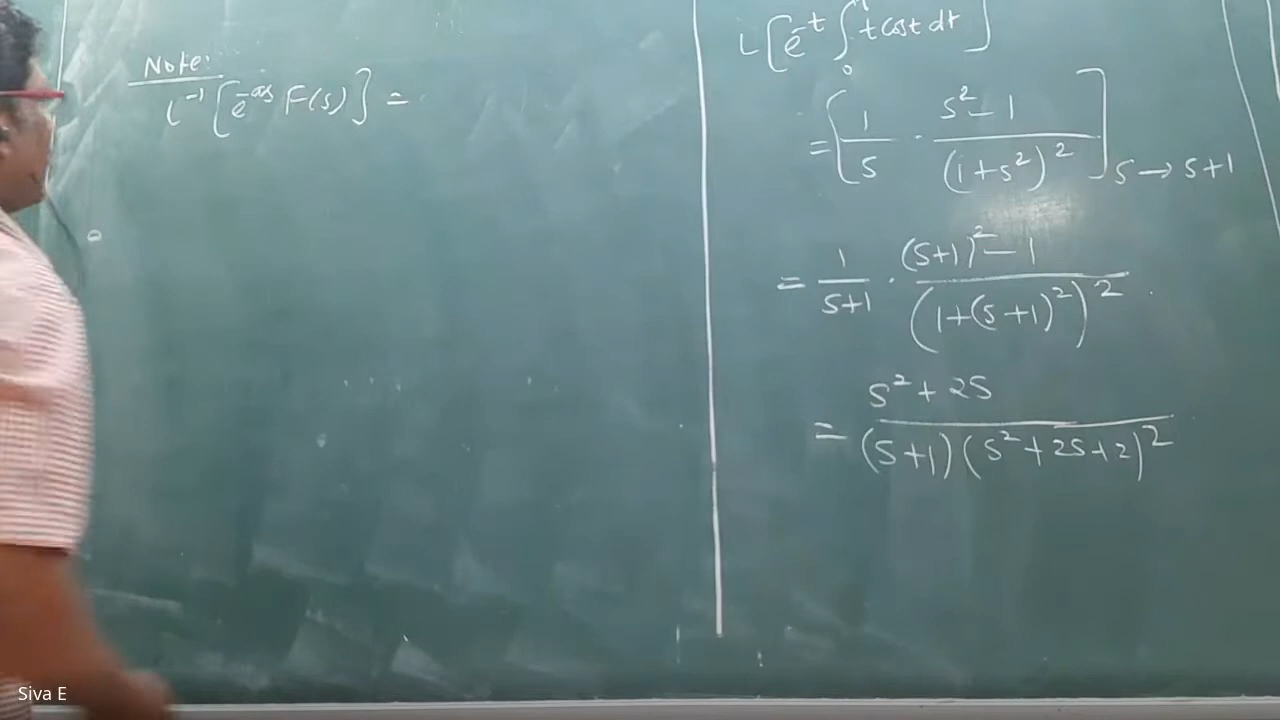 Note:
L⁻¹[e^{-as} F(s)] =
L[e^{-t} ∫₀ᵗ t cost dt]
= [1/s · (s²-1)/(1+s²)²]_{s→s+1}
= 1/(s+1) · ((s+1)²-1)/(1+(s+1)²)²
= (s²+2s)/((s+1)(s²+2s+2)²)
Siva E